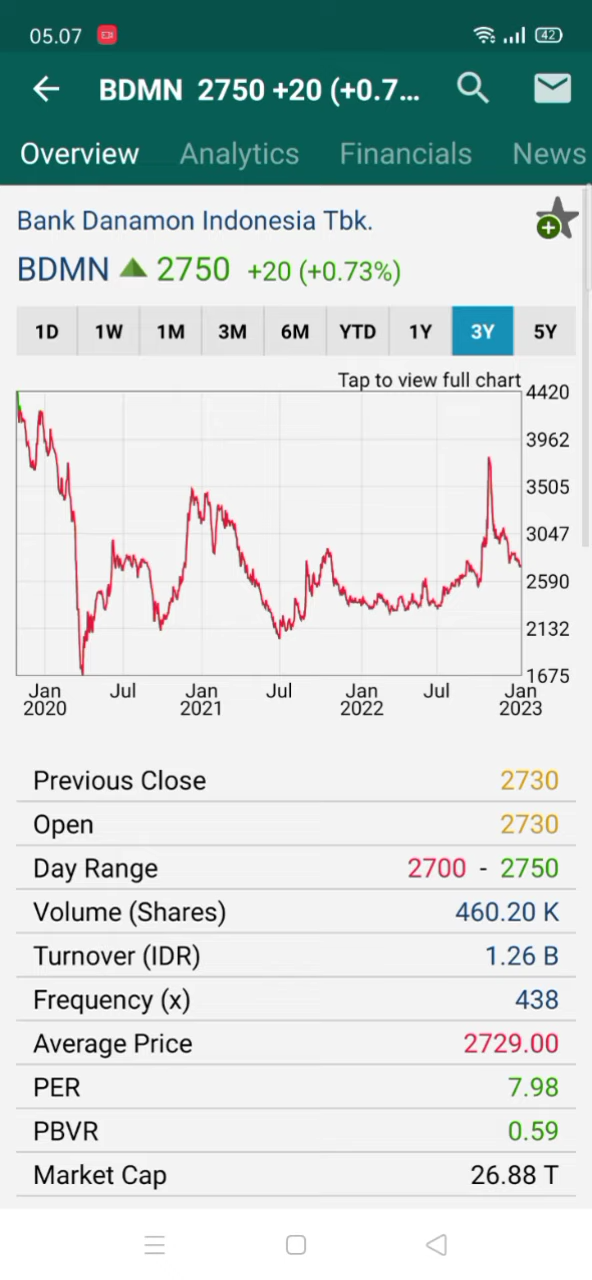 05.07 42
BDMN 2750 +20 (+0.7...
Overview Analytics Financials News
Bank Danamon Indonesia Tbk.
BDMN 2750 +20 (+0.73%)
1D 1W 1M 3M 6M YTD 1Y 3Y 5Y
Tap to view full chart
4420
3962
3505
3047
2590
2132
1675
Jan Jul Jan Jul Jan Jul Jan
2020 2021 2022 2023
Previous Close 2730
Open 2730
Day Range 2700 - 2750
Volume (Shares) 460.20 K
Turnover (IDR) 1.26 B
Frequency (x) 438
Average Price 2729.00
PER 7.98
PBVR 0.59
Market Cap 26.88 T